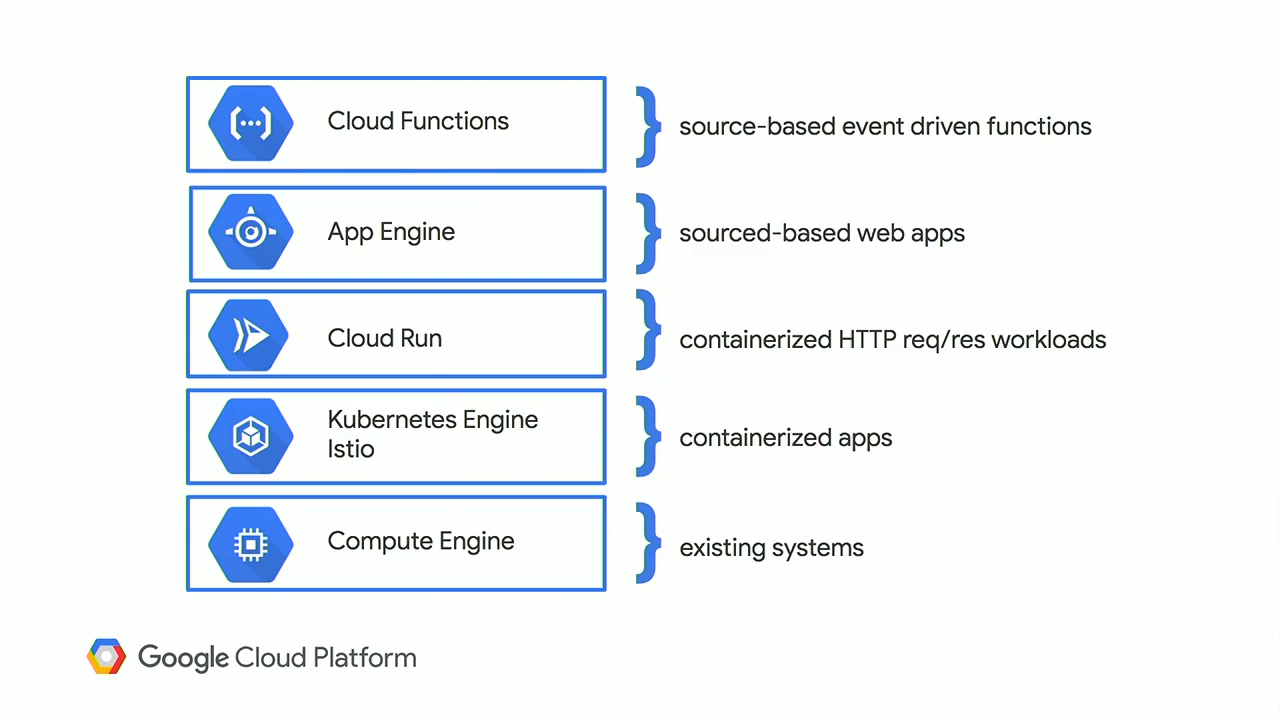 Cloud Functions
source-based event driven functions
App Engine
sourced-based web apps
Cloud Run
containerized HTTP req/res workloads
Kubernetes Engine
Istio
containerized apps
Compute Engine
existing systems
Google Cloud Platform